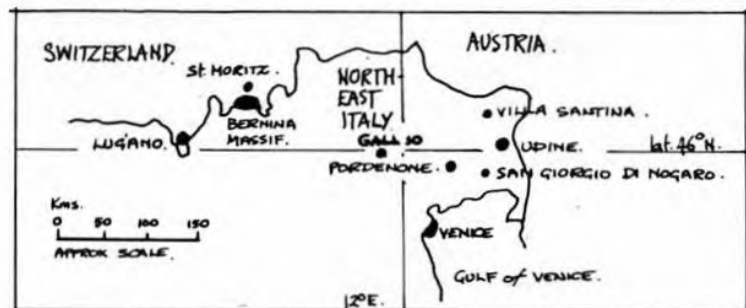 SWITZERLAND.
AUSTRIA.
St. MORITZ.
NORTH-
EAST
ITALY.
VILLA SANTINA.
BERNINA
MASSIF.
LUGANO.
GALLIO
UDINE.
lat. 46°N.
PORDENONE.
SAN GIORGIO DI NOGARO.
Kms.
0 50 100 150
APPROX SCALE.
VENICE
GULF of VENICE.
12°E.